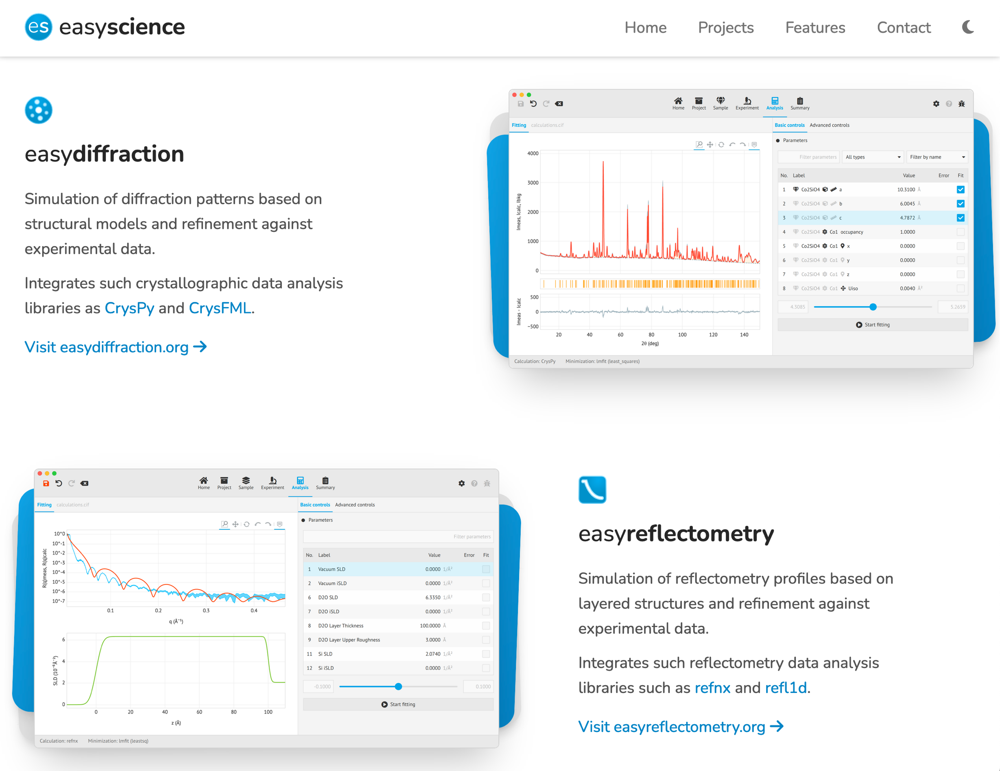 es easyscience
Home Projects Features Contact
easydiffraction
Simulation of diffraction patterns based on
structural models and refinement against
experimental data.
Integrates such crystallographic data analysis
libraries as CrysPy and CrysFML.
Visit easydiffraction.org →
Home Project Sample Experiment Analysis Summary
Fitting calculations.cif
Basic controls Advanced controls
Parameters
Filter parameters All types Filter by name
No. Label Value Error Fit
1 Co2SiO4 a 10.3100 Å
2 Co2SiO4 b 6.0045 Å
3 Co2SiO4 c 4.7872 Å
4 Co2SiO4 Co1 occupancy 1.0000
5 Co2SiO4 Co1 x 0.0000
6 Co2SiO4 Co1 y 0.0000
7 Co2SiO4 Co1 z 0.0000
8 Co2SiO4 Co1 Uiso 0.0040 Å²
4.3085 5.2659
Start fitting
Imeas, Icalc, Ibkg
4000
3000
2000
1000
0
Imeas - Icalc
500
0
−500
20 40 60 80 100 120 140
2θ (deg)
Calculation: CrysPy Minimization: lmfit (least_squares)
Home Project Sample Experiment Analysis Summary
Fitting calculations.cif
Basic controls Advanced controls
R(q)meas, R(q)calc
10^0
10^-1
10^-2
10^-3
10^-4
10^-5
10^-6
10^-7
0.1 0.2 0.3 0.4
q (Å⁻¹)
SLD (10⁻⁶Å⁻²)
6
4
2
0
0 20 40 60 80 100
z (Å)
Parameters
Filter parameters
No. Label Value Error Fit
1 Vacuum SLD 0.0000 1/Å²
2 Vacuum iSLD 0.0000 1/Å²
6 D2O SLD 6.3350 1/Å²
7 D2O iSLD 0.0000 1/Å²
8 D2O Layer Thickness 100.0000 Å
9 D2O Layer Upper Roughness 3.0000 Å
11 Si SLD 2.0740 1/Å²
12 Si iSLD 0.0000 1/Å²
-0.1000 0.1000
Start fitting
Calculation: refnx Minimization: lmfit (leastsq)
easyreflectometry
Simulation of reflectometry profiles based on
layered structures and refinement against
experimental data.
Integrates such reflectometry data analysis
libraries such as refnx and refl1d.
Visit easyreflectometry.org →